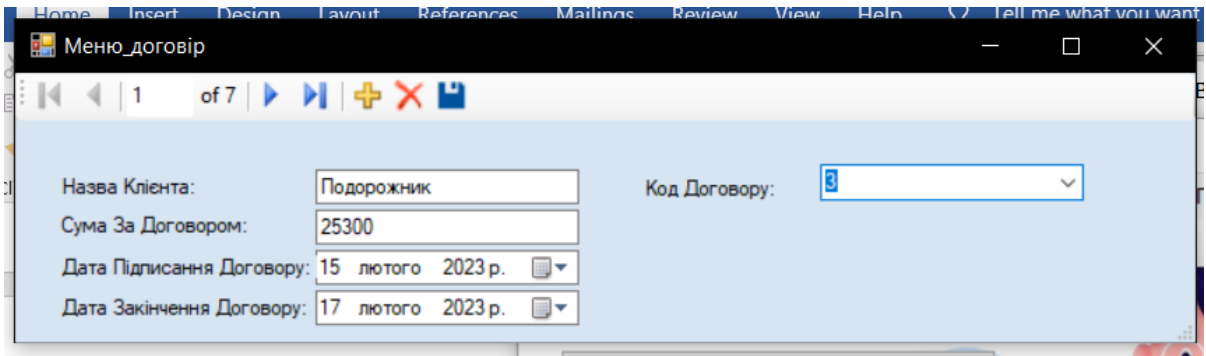 Home Insert Design Layout References Mailings Review View Help Tell me what you want
Меню_договір
1 of 7
Назва Клієнта: Подорожник Код Договору: 3
Сума За Договором: 25300
Дата Підписання Договору: 15 лютого 2023 р.
Дата Закінчення Договору: 17 лютого 2023 р.